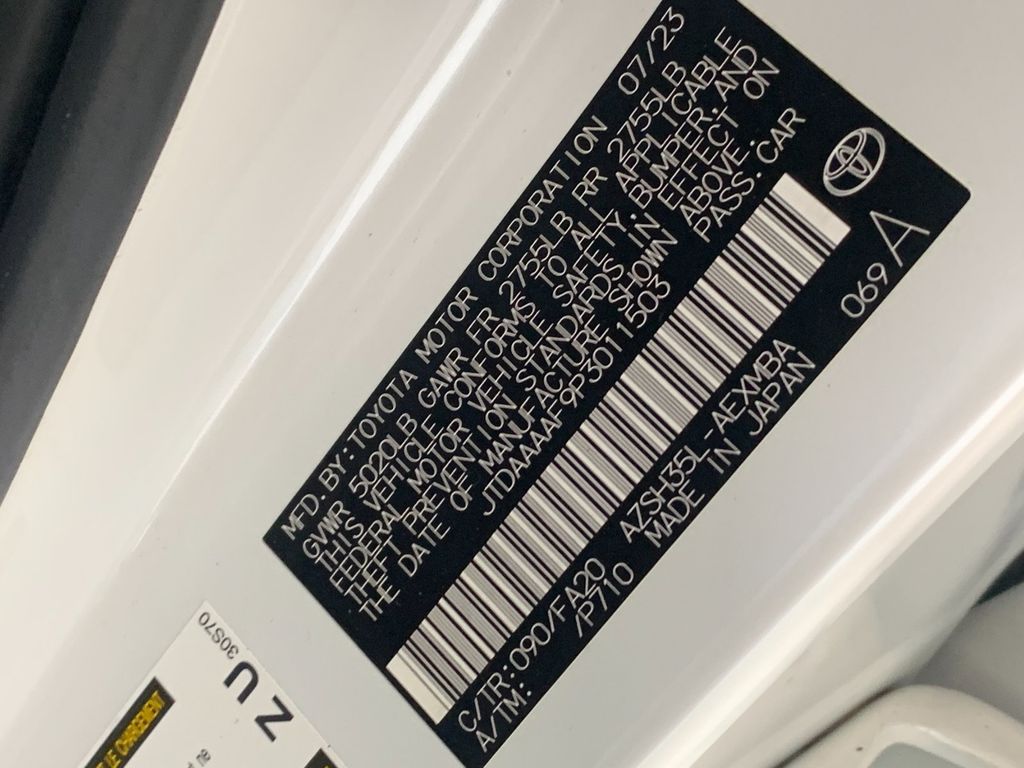 MFD. BY: TOYOTA MOTOR CORPORATION 07/23
GVWR 5020LB GAWR FR 2755LB RR 2755LB
THIS VEHICLE CONFORMS TO ALL APPLICABLE
FEDERAL MOTOR VEHICLE SAFETY, BUMPER, AND
THEFT PREVENTION STANDARDS IN EFFECT ON
THE DATE OF MANUFACTURE SHOWN ABOVE.
JTDAAAAF9P3011503 PASS. CAR
C/TR: 090/FA20 AZSH35L-AEXMBA 069 A
A/TM: /P710 MADE IN JAPAN
30S70
Z U
CHARGEMENT